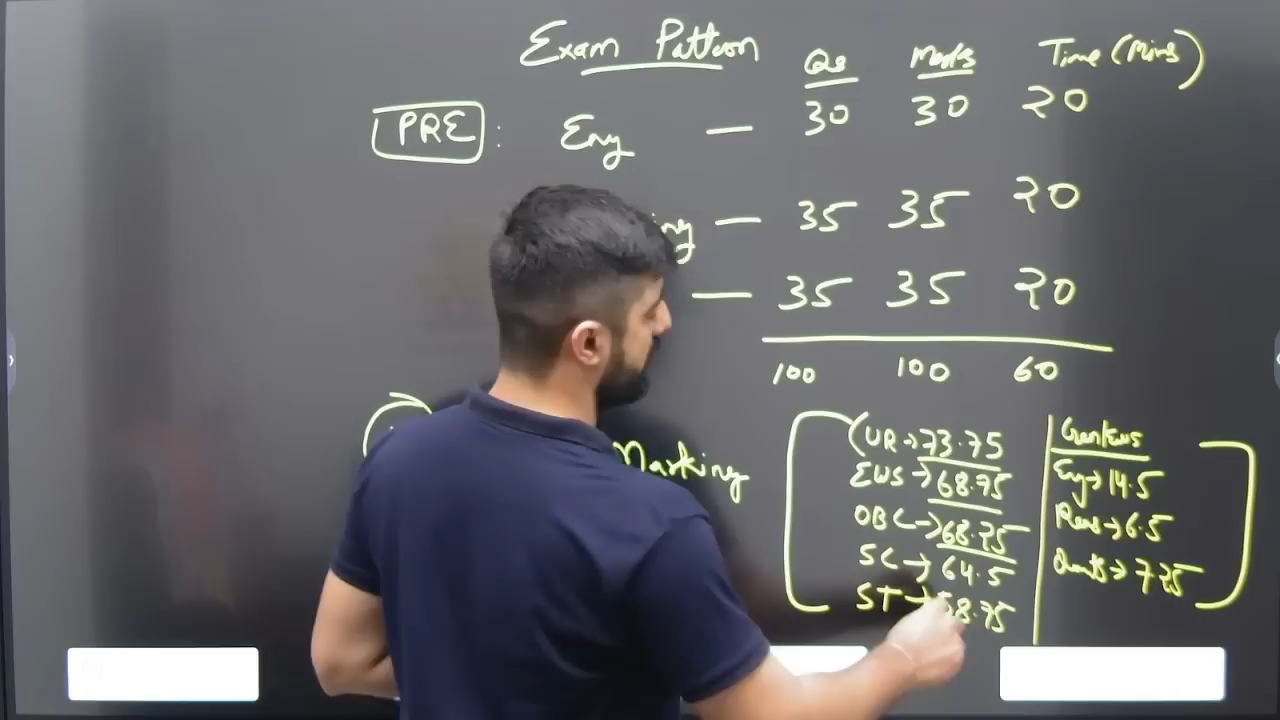 Exam Pattern Qs Marks Time (Mins)
PRE : Eng — 30 30 20
— 35 35 20
— 35 35 20
100 100 60
Marking
(UR → 73.75
EWS → 68.75
OBC → 68.25
SC → 64.5
ST → 58.75
Eng → 14.5
Reas → 6.5
Quants → 7.25